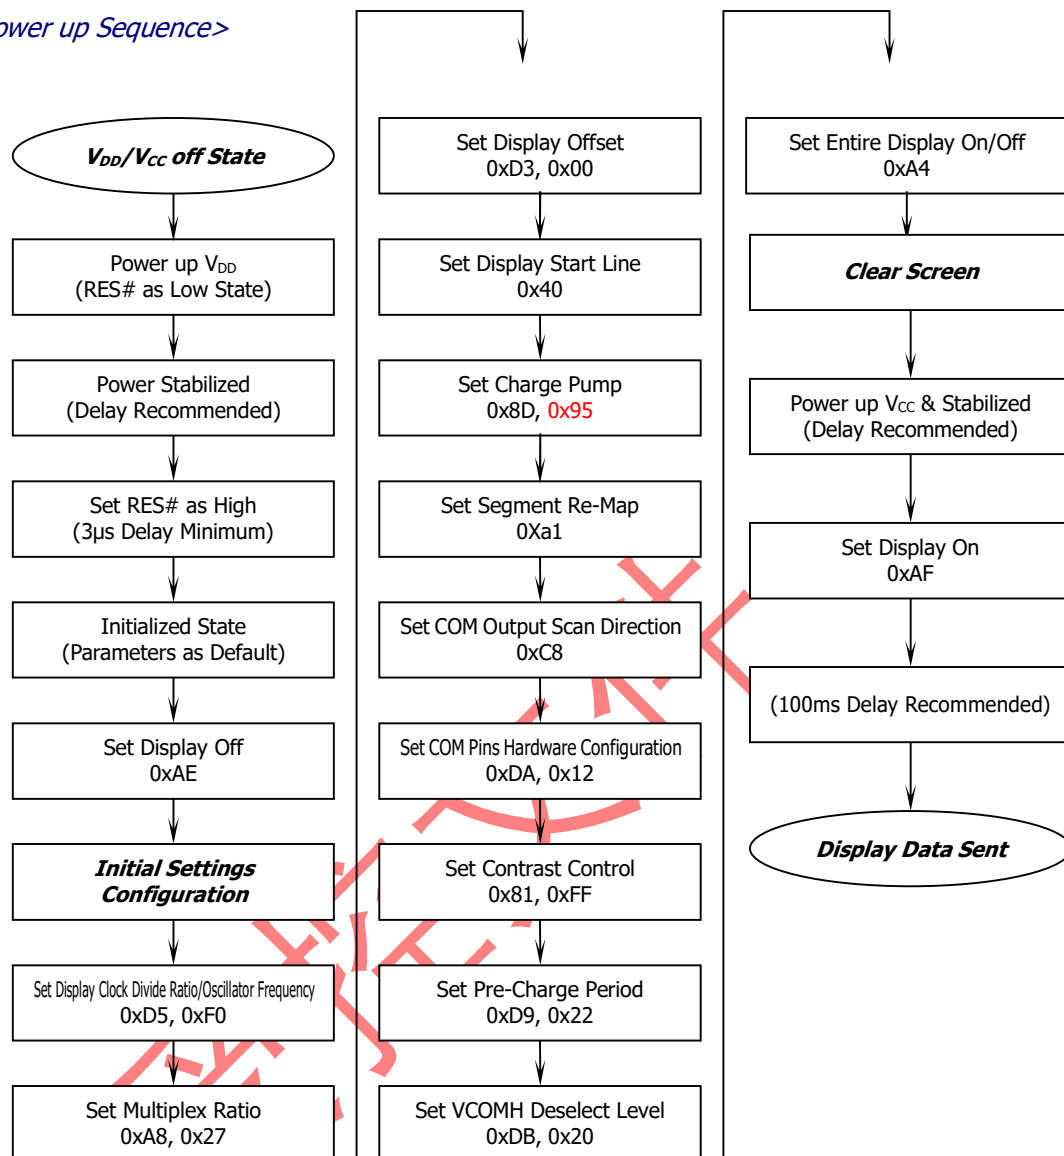 ower up Sequence>
VDD/VCC off State
Power up VDD
(RES# as Low State)
Power Stabilized
(Delay Recommended)
Set RES# as High
(3μs Delay Minimum)
Initialized State
(Parameters as Default)
Set Display Off
0xAE
Initial Settings
Configuration
Set Display Clock Divide Ratio/Oscillator Frequency
0xD5, 0xF0
Set Multiplex Ratio
0xA8, 0x27
Set Display Offset
0xD3, 0x00
Set Display Start Line
0x40
Set Charge Pump
0x8D, 0x95
Set Segment Re-Map
0Xa1
Set COM Output Scan Direction
0xC8
Set COM Pins Hardware Configuration
0xDA, 0x12
Set Contrast Control
0x81, 0xFF
Set Pre-Charge Period
0xD9, 0x22
Set VCOMH Deselect Level
0xDB, 0x20
Set Entire Display On/Off
0xA4
Clear Screen
Power up VCC & Stabilized
(Delay Recommended)
Set Display On
0xAF
(100ms Delay Recommended)
Display Data Sent